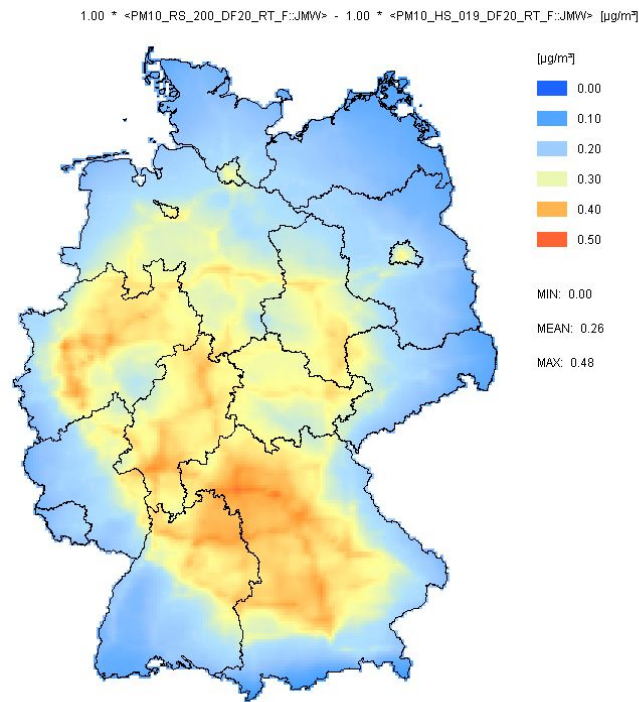 1.00 * <PM10_RS_200_DF20_RT_F::JMW> - 1.00 * <PM10_HS_019_DF20_RT_F::JMW> [µg/m³]
[µg/m³]
0.00
0.10
0.20
0.30
0.40
0.50
MIN: 0.00
MEAN: 0.26
MAX: 0.48